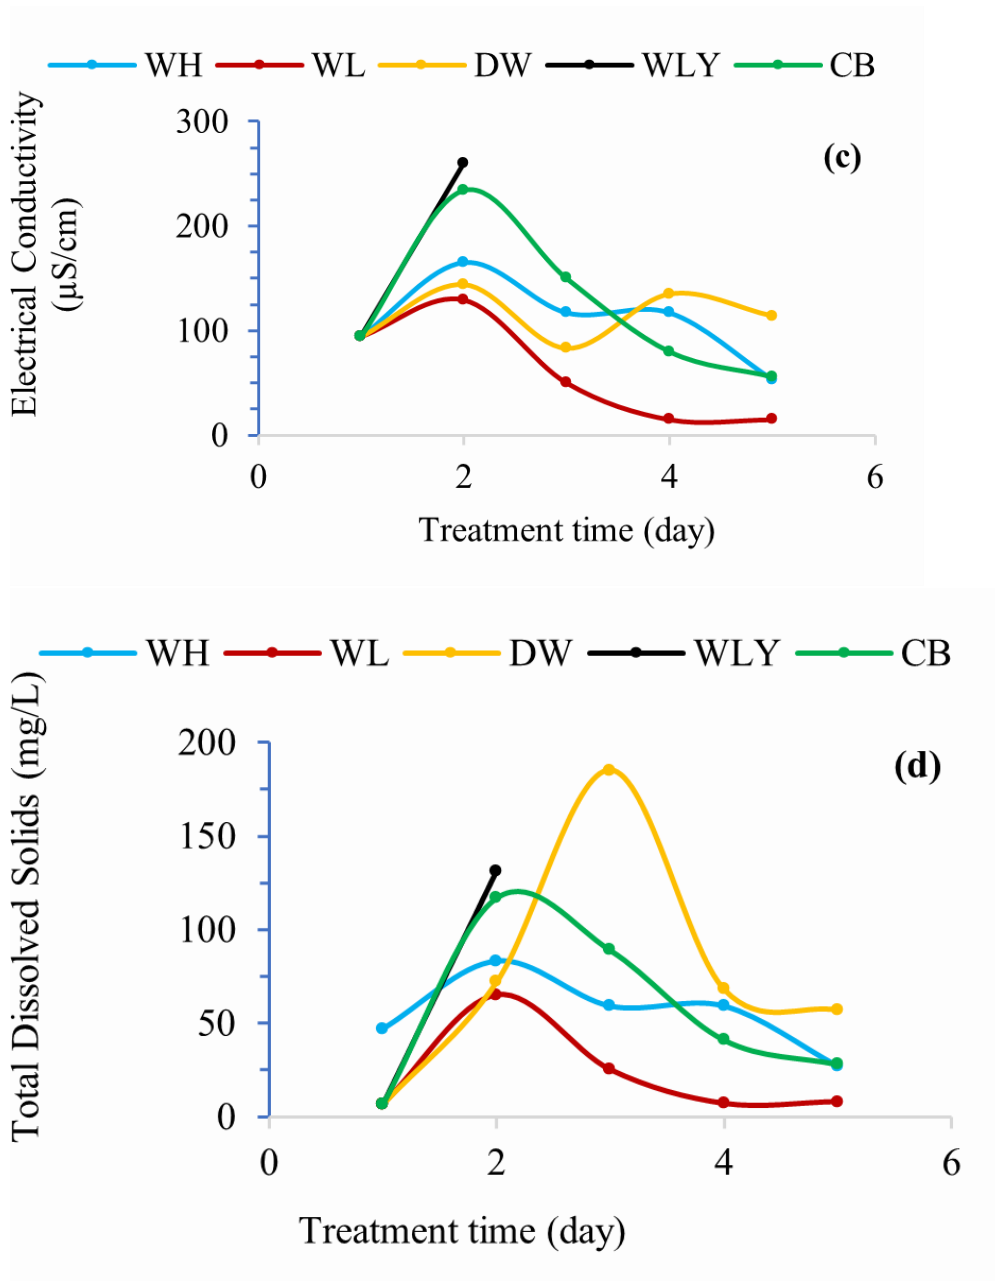 WH WL DW WLY CB
Electrical Conductivity
(µS/cm)
(c)
300
200
100
0
0 2 4 6
Treatment time (day)
WH WL DW WLY CB
Total Dissolved Solids (mg/L)
(d)
200
150
100
50
0
0 2 4 6
Treatment time (day)